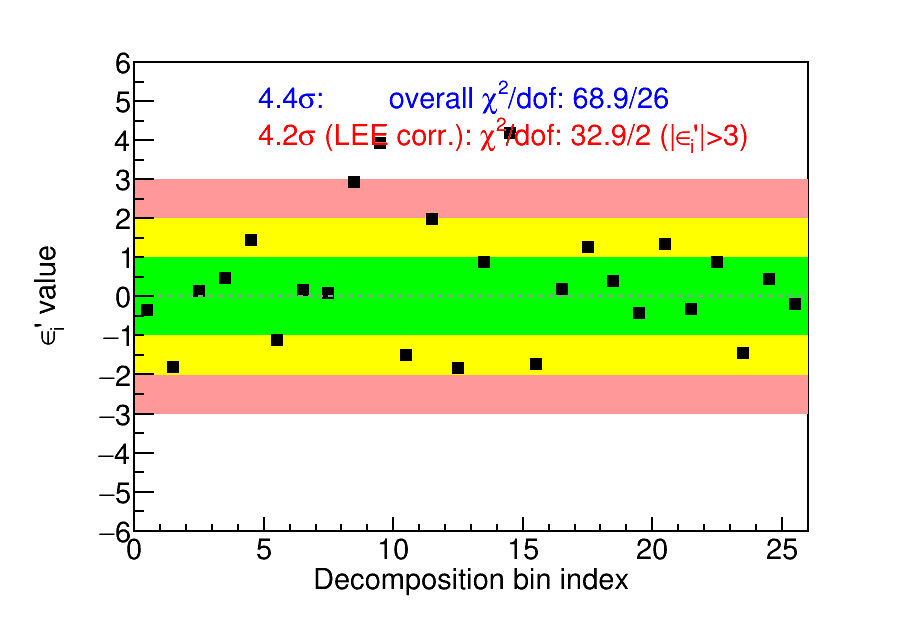 6
4.4σ: overall χ²/dof: 68.9/26
5
4.2σ (LEE corr.): χ²/dof: 32.9/2 (|ϵᵢ'|>3)
4
3
2
1
0
−1
−2
−3
−4
−5
−6
ϵᵢ' value
0 5 10 15 20 25
Decomposition bin index